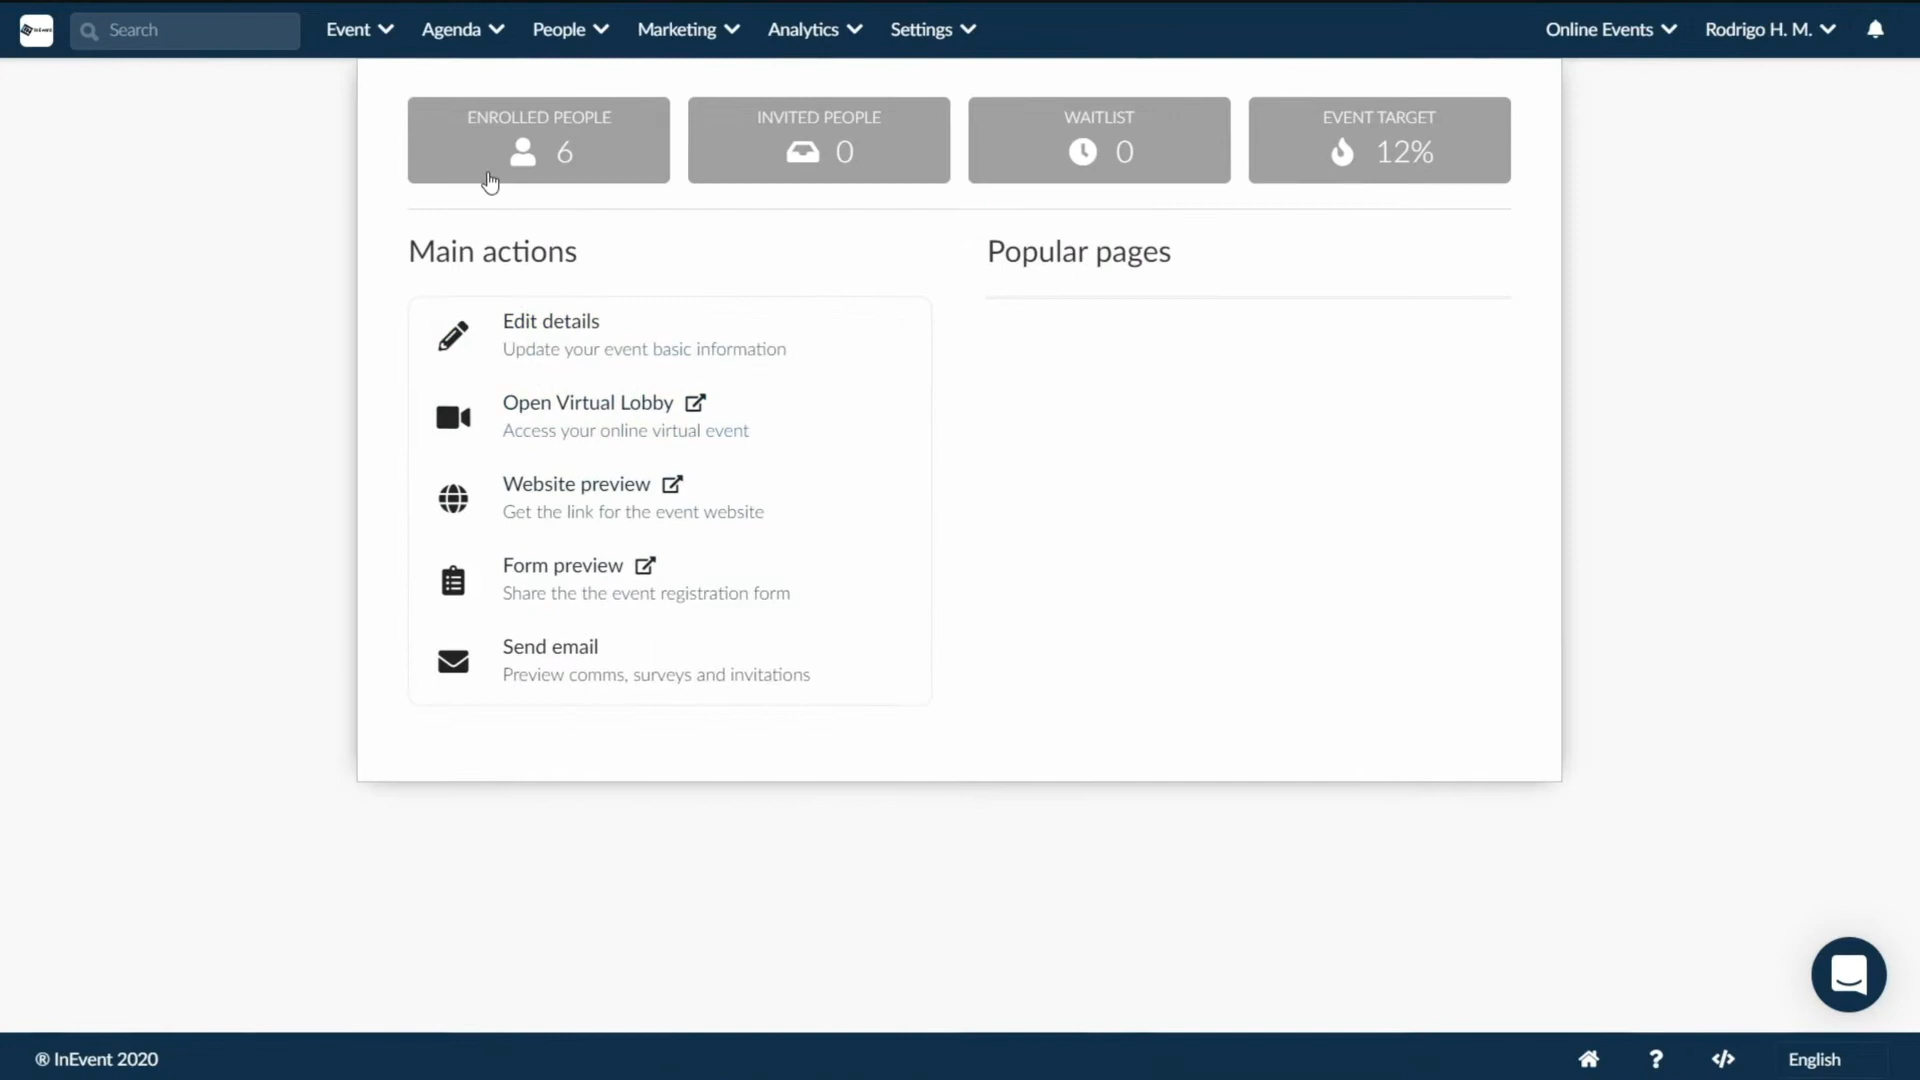 Search
Event
Agenda
People
Marketing
Analytics
Settings
Online Events
Rodrigo H. M.
ENROLLED PEOPLE
6
INVITED PEOPLE
0
WAITLIST
0
EVENT TARGET
12%
Main actions
Popular pages
Edit details
Update your event basic information
Open Virtual Lobby
Access your online virtual event
Website preview
Get the link for the event website
Form preview
Share the the event registration form
Send email
Preview comms, surveys and invitations
® InEvent 2020
English